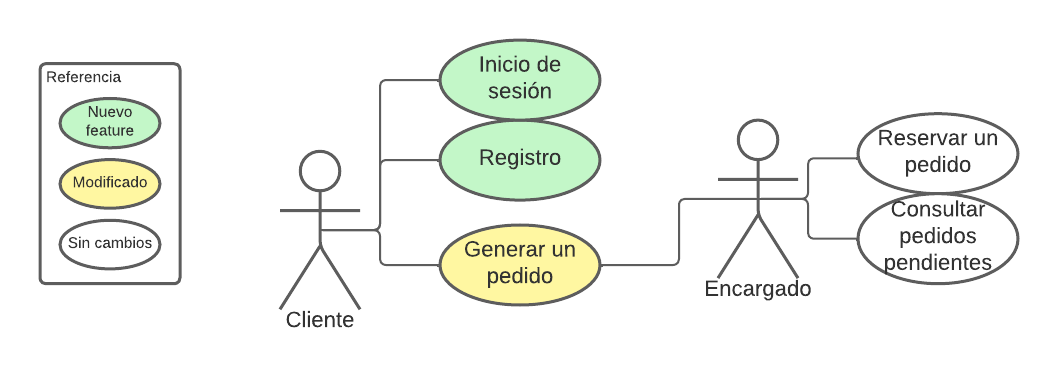 Referencia
Nuevo
feature
Modificado
Sin cambios
Cliente
Inicio de
sesión
Registro
Generar un
pedido
Encargado
Reservar un
pedido
Consultar
pedidos
pendientes